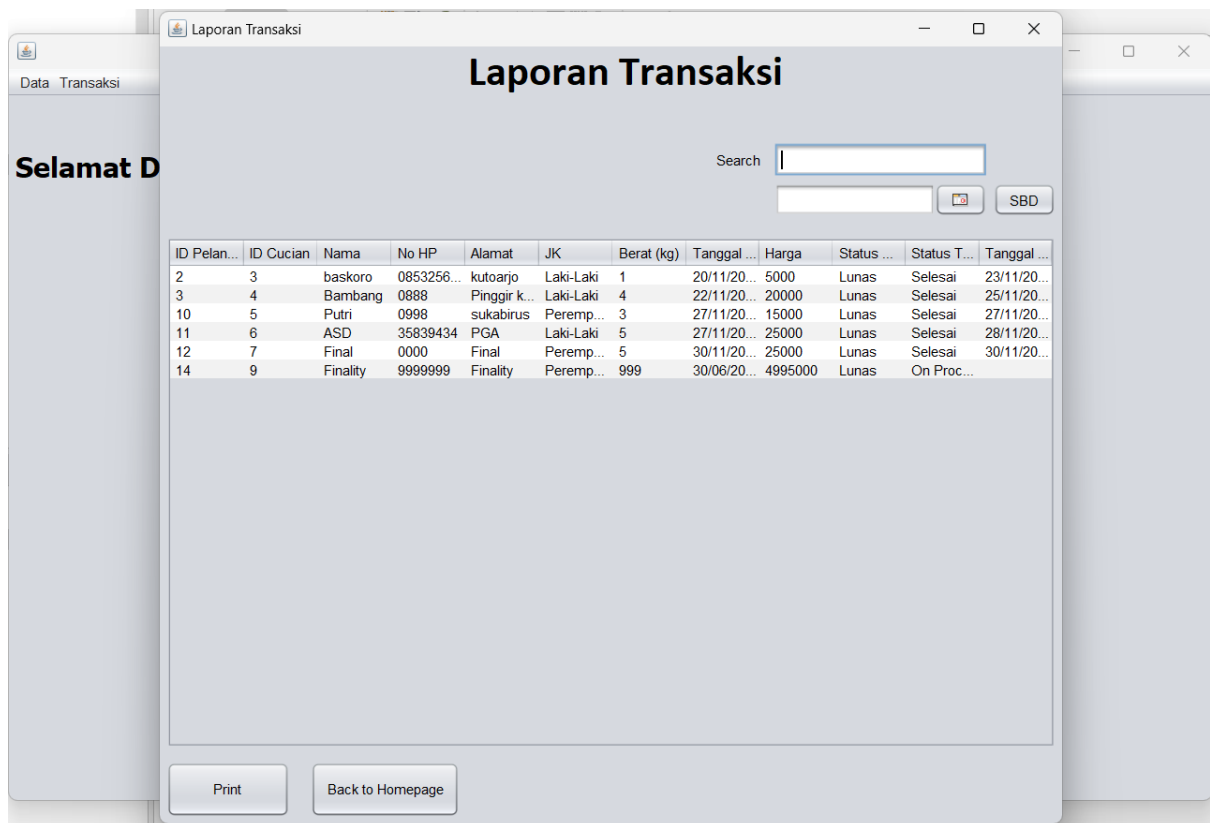 Laporan Transaksi
Data Transaksi
Laporan Transaksi
Selamat D
Search
SBD
ID Pelan... ID Cucian Nama No HP Alamat JK Berat (kg) Tanggal ... Harga Status ... Status T... Tanggal ...
2 3 baskoro 0853256... kutoarjo Laki-Laki 1 20/11/20... 5000 Lunas Selesai 23/11/20...
3 4 Bambang 0888 Pinggir k... Laki-Laki 4 22/11/20... 20000 Lunas Selesai 25/11/20...
10 5 Putri 0998 sukabirus Peremp... 3 27/11/20... 15000 Lunas Selesai 27/11/20...
11 6 ASD 35839434 PGA Laki-Laki 5 27/11/20... 25000 Lunas Selesai 28/11/20...
12 7 Final 0000 Final Peremp... 5 30/11/20... 25000 Lunas Selesai 30/11/20...
14 9 Finality 9999999 Finality Peremp... 999 30/06/20... 4995000 Lunas On Proc...
Print Back to Homepage